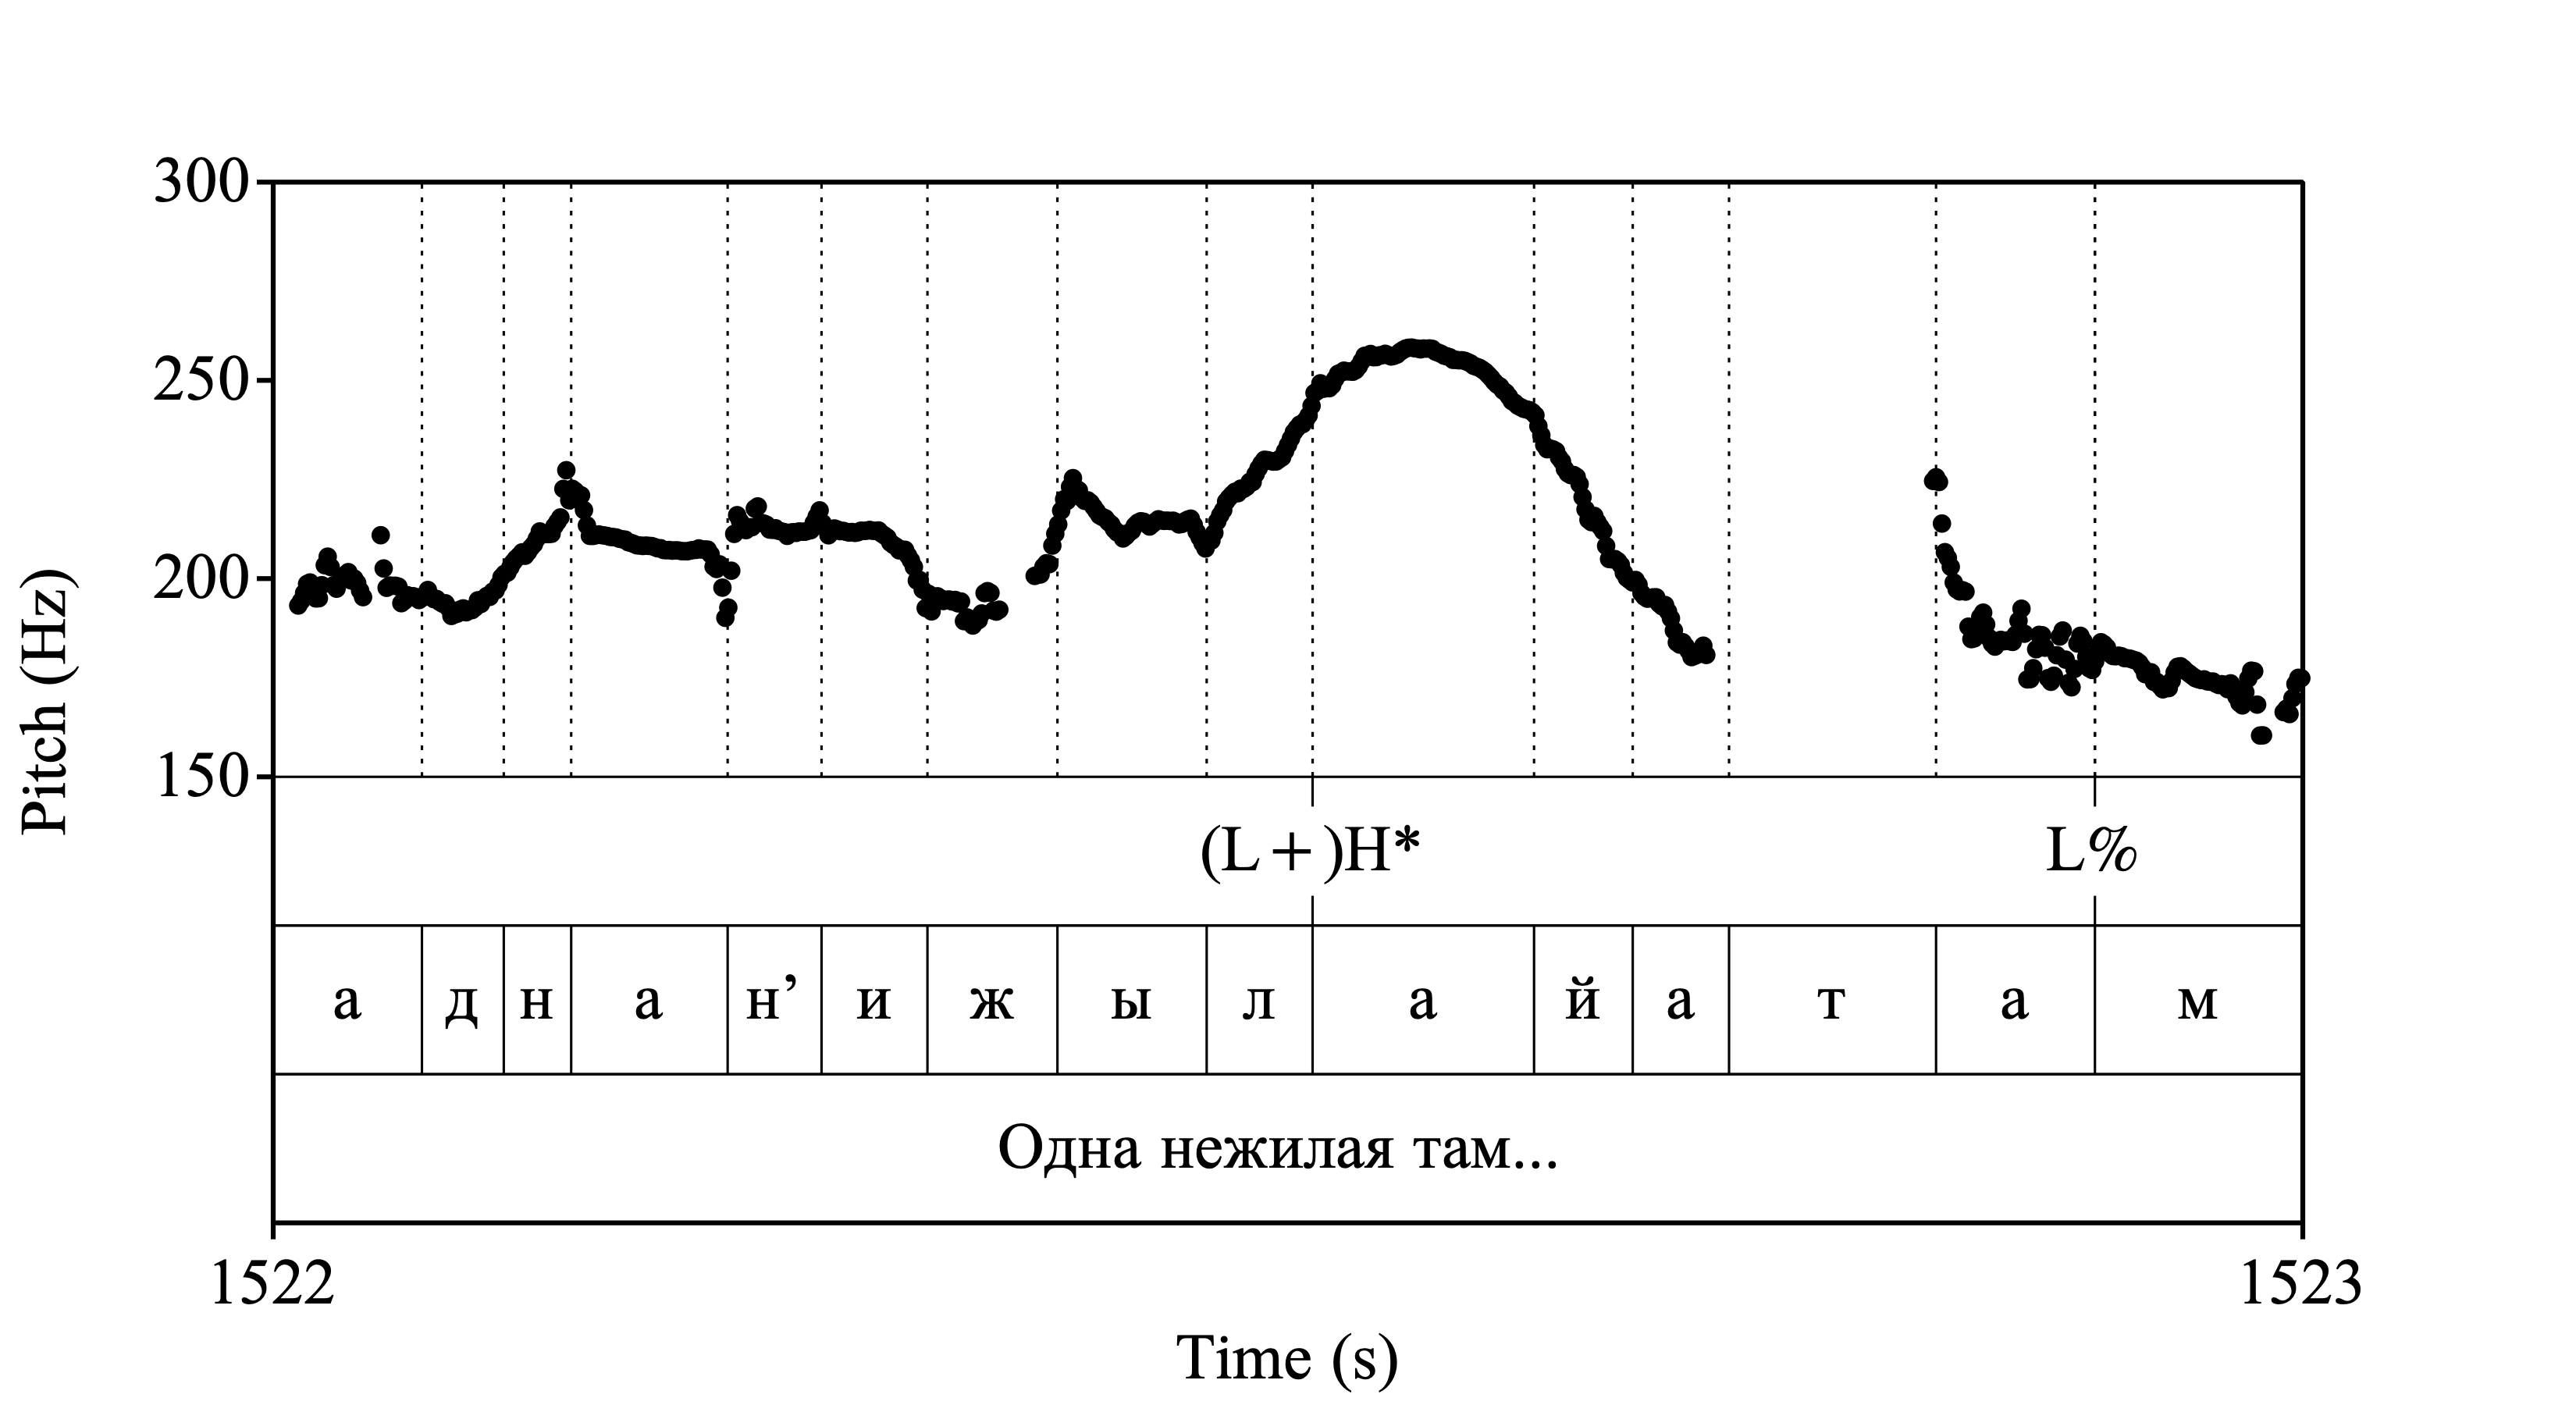 300
250
200
150
Pitch (Hz)
(L+)H* L%
а д н а н’ и ж ы л а й а т а м
Одна нежилая там...
1522 1523
Time (s)